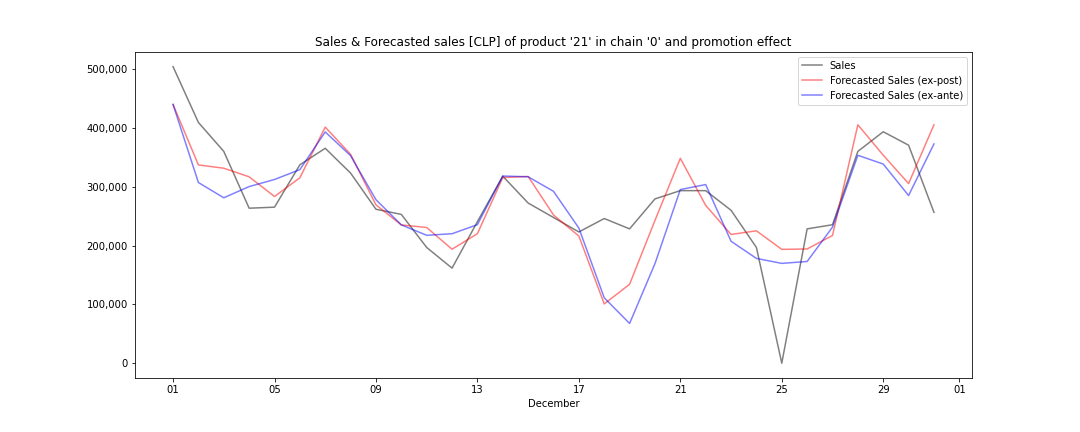 Sales & Forecasted sales [CLP] of product '21' in chain '0' and promotion effect
Sales
Forecasted Sales (ex-post)
Forecasted Sales (ex-ante)
500,000
400,000
300,000
200,000
100,000
0
01 05 09 13 17 21 25 29 01
December